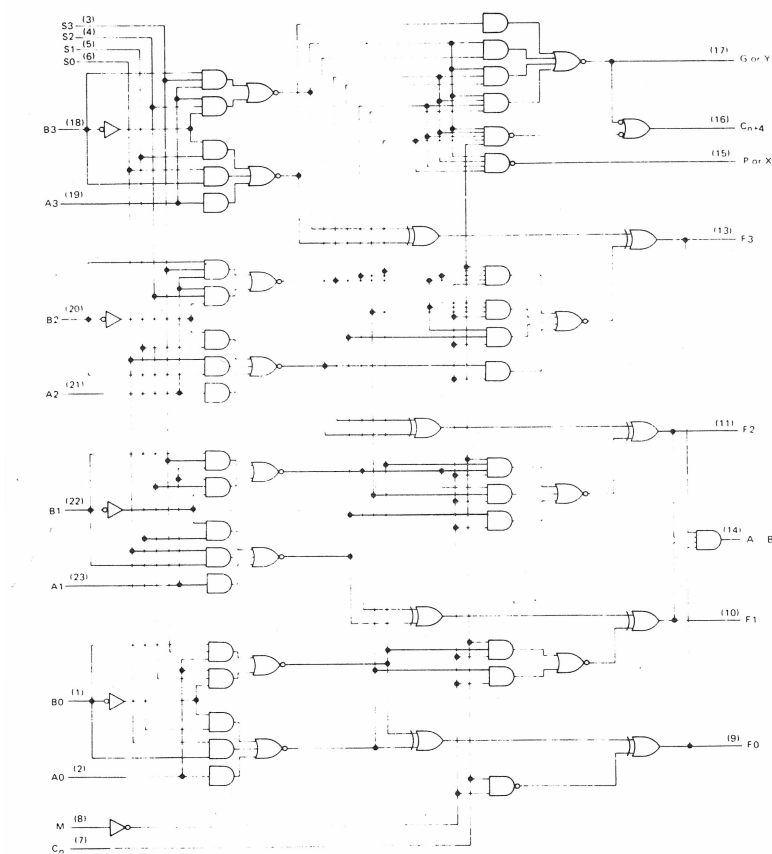 S3 (3)
S2 (4)
S1 (5)
S0 (6)
(17) G or Y
(18) B3
(16) Cn+4
(15) P or X
(19) A3
(13) F3
(20) B2
(21) A2
(11) F2
(22) B1
(14) A B
(23) A1
(10) F1
(1) B0
(9) F0
(2) A0
M (8)
Cn (7)